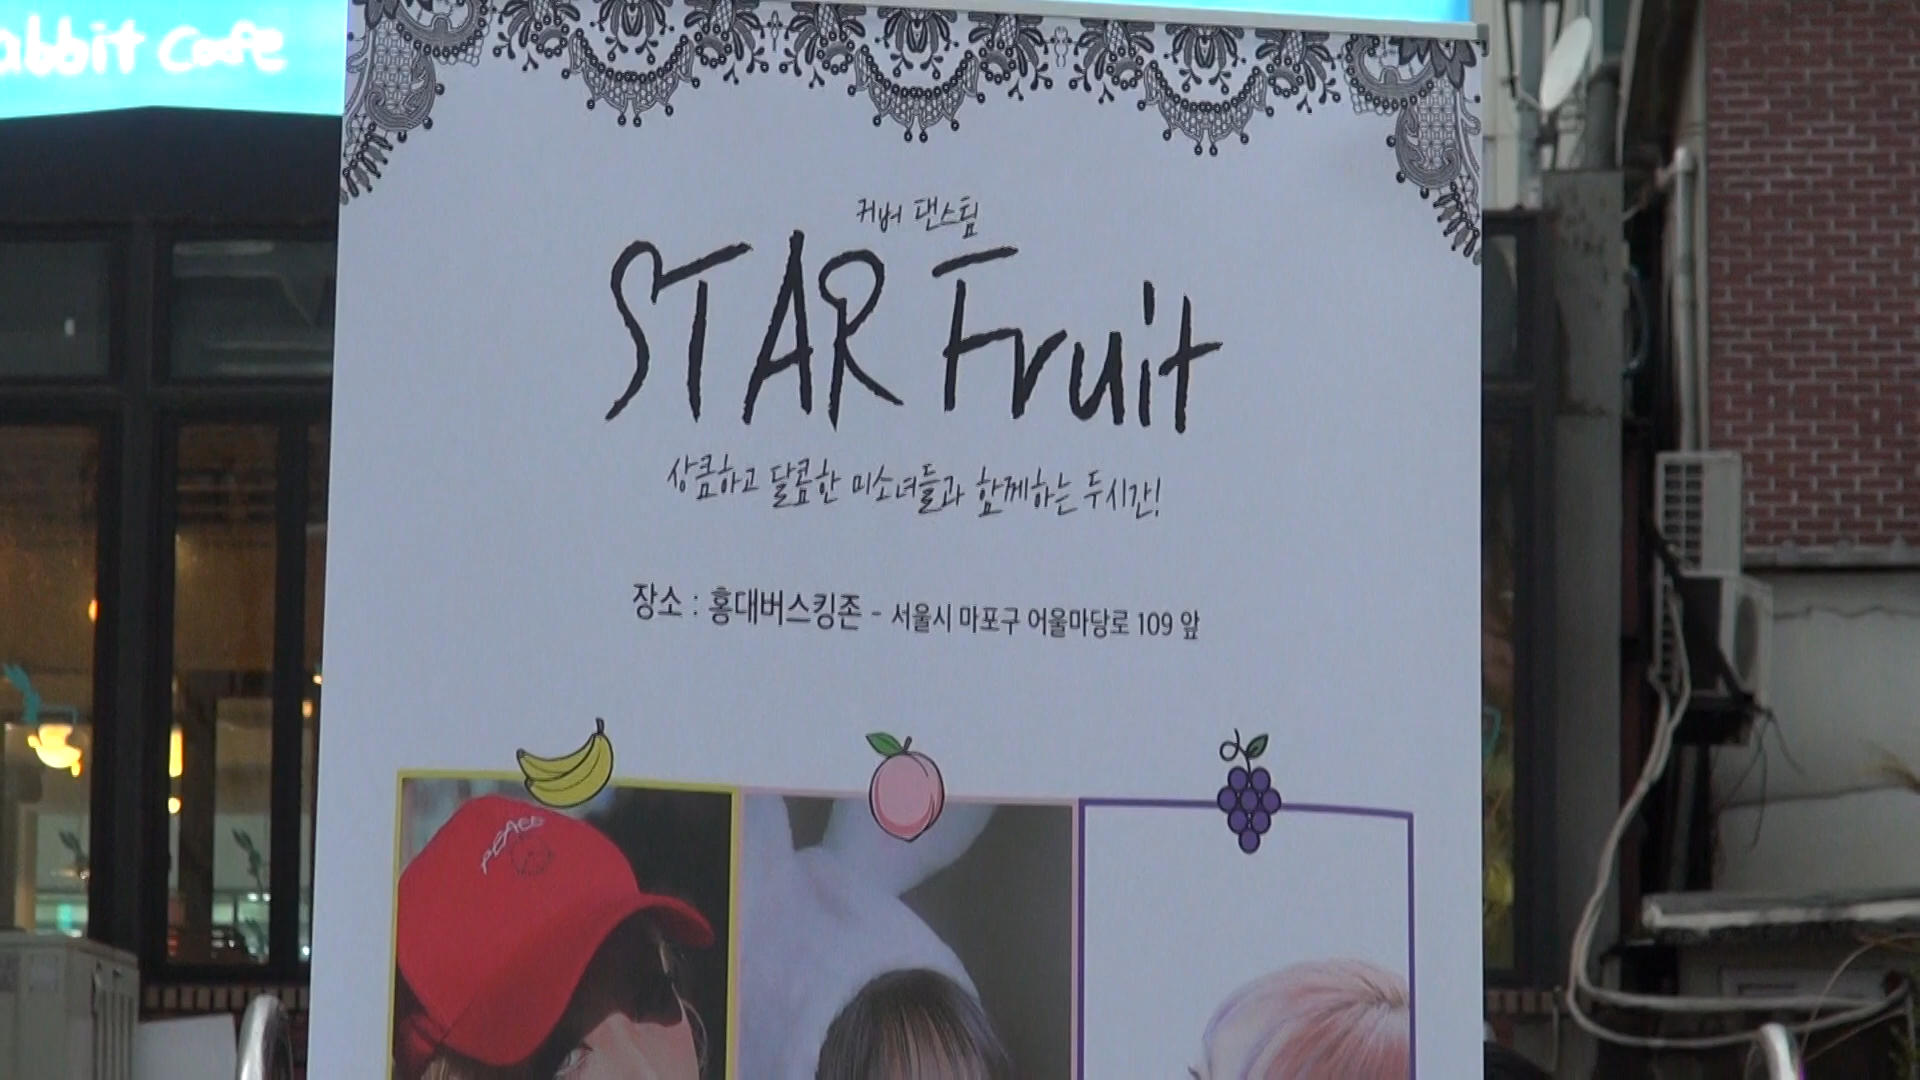 abbit Cafe
커버 댄스팀
STAR Fruit
상큼하고 달콤한 미소녀들과 함께하는 두시간!
장소 : 홍대버스킹존 - 서울시 마포구 어울마당로 109 앞